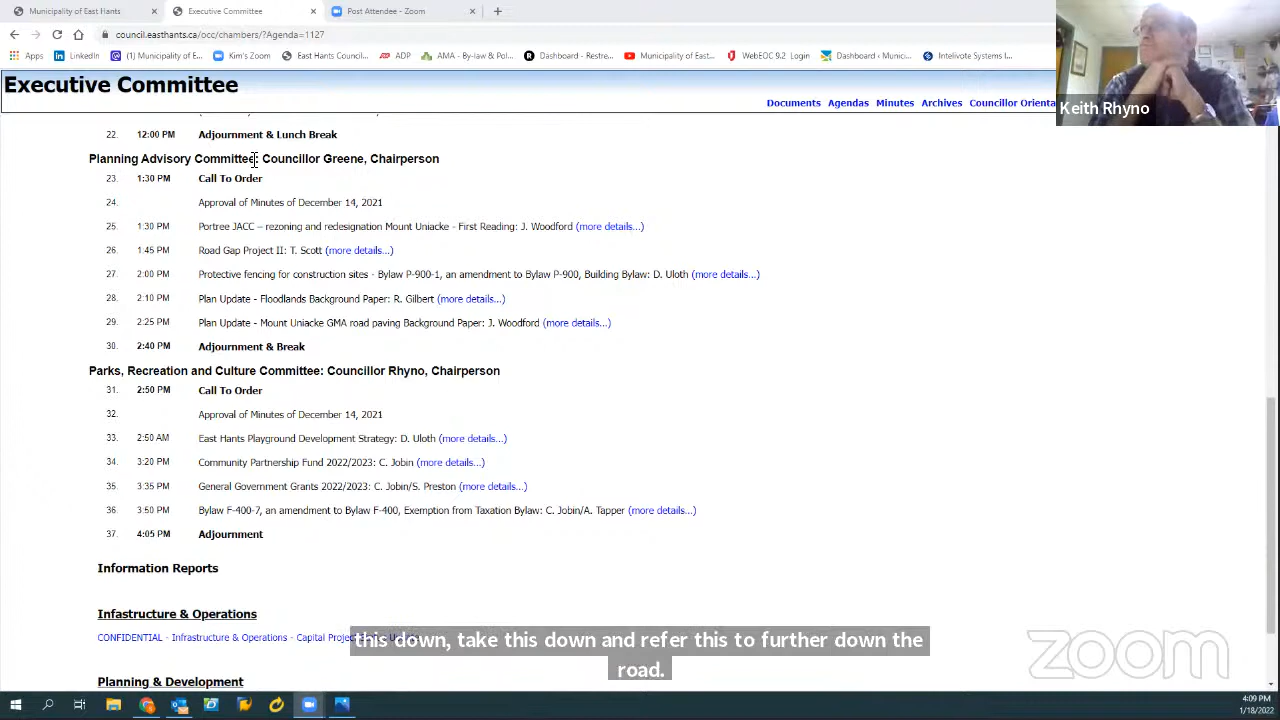 Municipality of East Hants
Executive Committee
Post Attendee - Zoom
council.easthants.ca/occ/chambers/?Agenda=1127
Apps
LinkedIn
(1) Municipality of E...
Kim's Zoom
East Hants Council...
ADP
AMA - By-law & Pol...
Dashboard - Restre...
Municipality of East...
WebEOC 9.2 Login
Dashboard ‹ Munici...
Intelivote Systems I...
Keith Rhyno
Executive Committee
Documents Agendas Minutes Archives Councillor Orienta
22. 12:00 PM Adjournment & Lunch Break
Planning Advisory Committee: Councillor Greene, Chairperson
23. 1:30 PM Call To Order
24. Approval of Minutes of December 14, 2021
25. 1:30 PM Portree JACC – rezoning and redesignation Mount Uniacke - First Reading: J. Woodford (more details...)
26. 1:45 PM Road Gap Project II: T. Scott (more details...)
27. 2:00 PM Protective fencing for construction sites - Bylaw P-900-1, an amendment to Bylaw P-900, Building Bylaw: D. Uloth (more details...)
28. 2:10 PM Plan Update - Floodlands Background Paper: R. Gilbert (more details...)
29. 2:25 PM Plan Update - Mount Uniacke GMA road paving Background Paper: J. Woodford (more details...)
30. 2:40 PM Adjournment & Break
Parks, Recreation and Culture Committee: Councillor Rhyno, Chairperson
31. 2:50 PM Call To Order
32. Approval of Minutes of December 14, 2021
33. 2:50 AM East Hants Playground Development Strategy: D. Uloth (more details...)
34. 3:20 PM Community Partnership Fund 2022/2023: C. Jobin (more details...)
35. 3:35 PM General Government Grants 2022/2023: C. Jobin/S. Preston (more details...)
36. 3:50 PM Bylaw F-400-7, an amendment to Bylaw F-400, Exemption from Taxation Bylaw: C. Jobin/A. Tapper (more details...)
37. 4:05 PM Adjournment
Information Reports
Infastructure & Operations
CONFIDENTIAL - Infrastructure & Operations - Capital Projec
this down, take this down and refer this to further down the
road.
zoom
Planning & Development
4:09 PM
1/18/2022